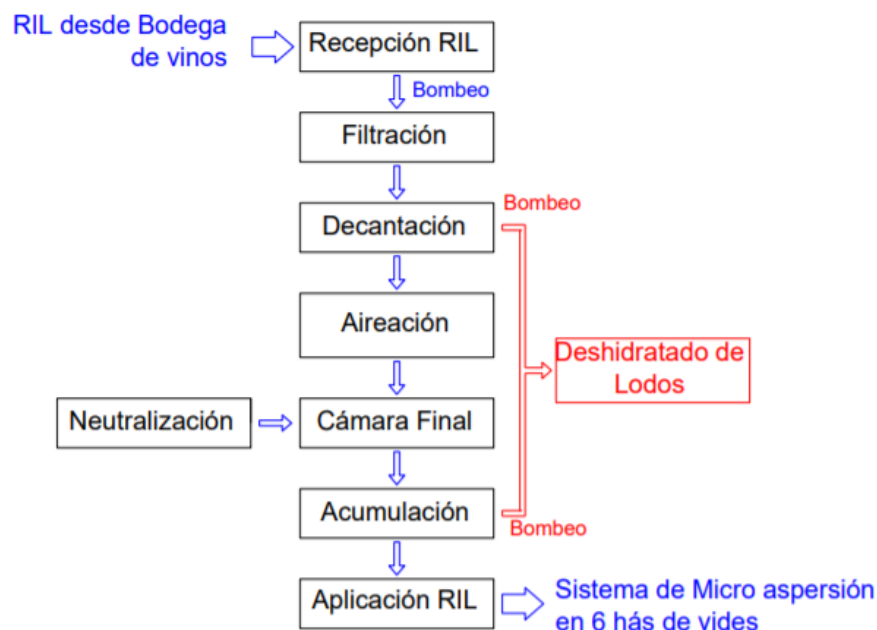 RIL desde Bodega
de vinos
Recepción RIL
Bombeo
Filtración
Decantación
Bombeo
Aireación
Deshidratado de
Lodos
Neutralización
Cámara Final
Acumulación
Bombeo
Aplicación RIL
Sistema de Micro aspersión
en 6 hás de vides